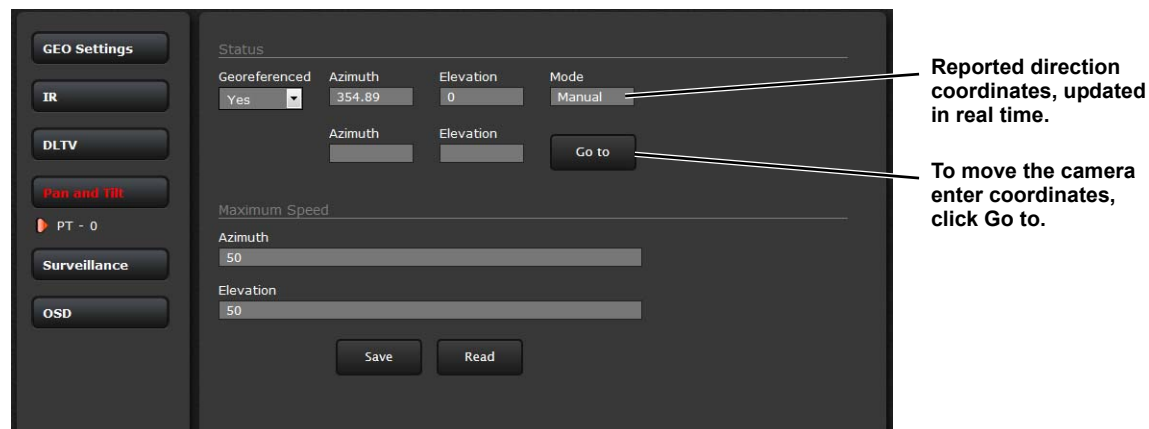 GEO Settings
IR
DLTV
Pan and Tilt
PT - 0
Surveillance
OSD
Status
Georeferenced Azimuth Elevation Mode
Yes 354.89 0 Manual
Azimuth Elevation
Go to
Maximum Speed
Azimuth
50
Elevation
50
Save Read
Reported direction
coordinates, updated
in real time.
To move the camera
enter coordinates,
click Go to.